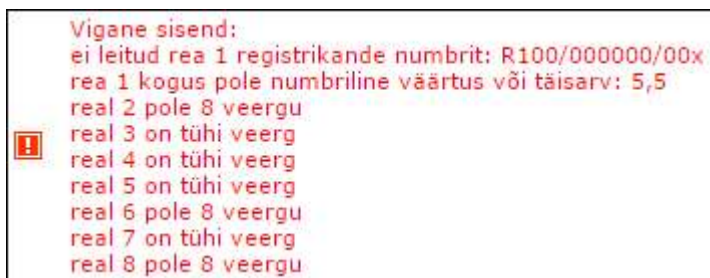 Vigane sisend:
ei leitud rea 1 registrikande numbrit: R100/000000/00x
rea 1 kogus pole numbriline väärtus või täisarv: 5,5
real 2 pole 8 veergu
real 3 on tühi veerg
real 4 on tühi veerg
real 5 on tühi veerg
real 6 pole 8 veergu
real 7 on tühi veerg
real 8 pole 8 veergu